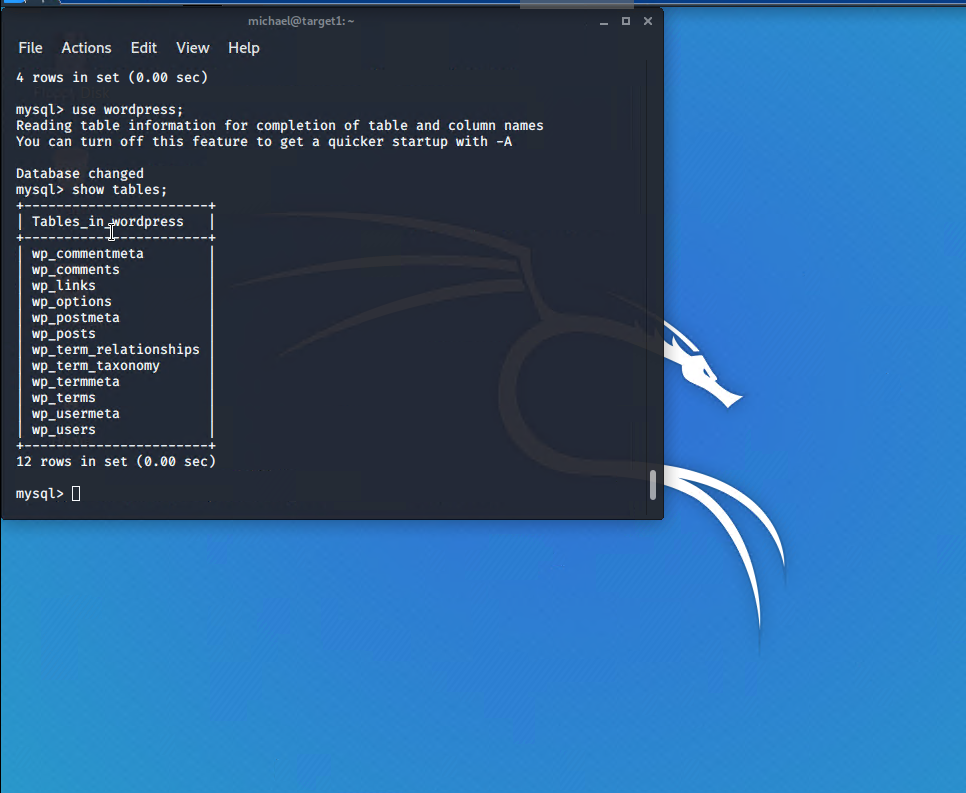 michael@target1: ~
File Actions Edit View Help
4 rows in set (0.00 sec)
mysql> use wordpress;
Reading table information for completion of table and column names
You can turn off this feature to get a quicker startup with -A
Database changed
mysql> show tables;
+-----------------------+
| Tables_in_wordpress   |
+-----------------------+
| wp_commentmeta        |
| wp_comments           |
| wp_links              |
| wp_options            |
| wp_postmeta           |
| wp_posts              |
| wp_term_relationships |
| wp_term_taxonomy      |
| wp_termmeta           |
| wp_terms              |
| wp_usermeta           |
| wp_users              |
+-----------------------+
12 rows in set (0.00 sec)
mysql>